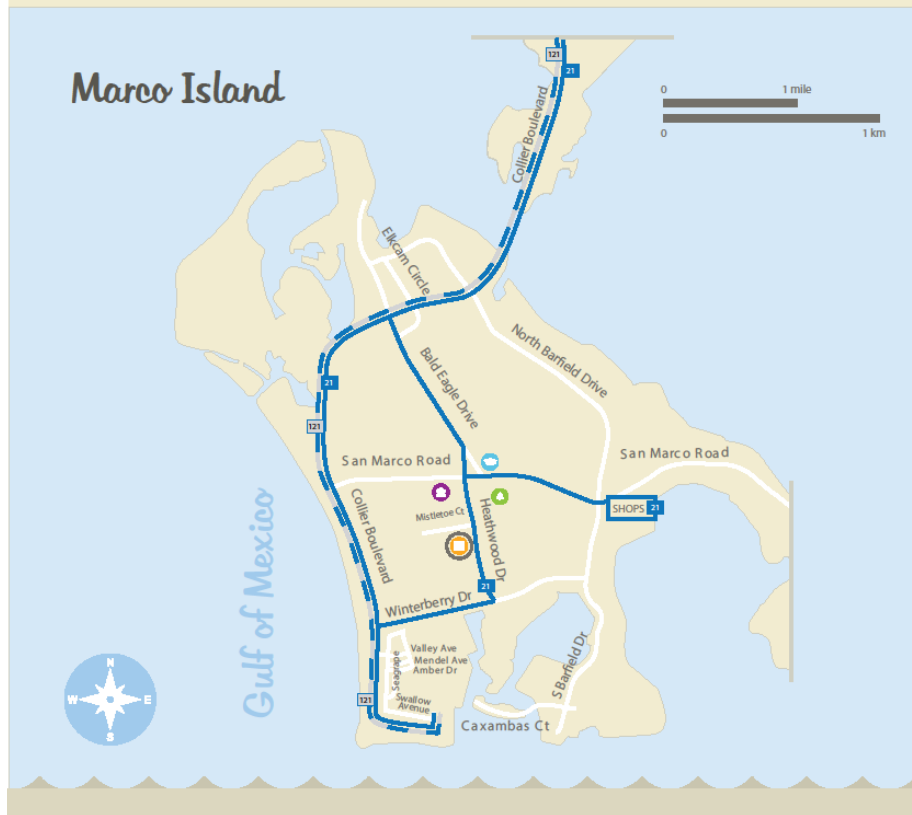 Marco Island
121
21
0 1 mile
0 1 km
Collier Boulevard
Elkcam Circle
North Barfield Drive
Bald Eagle Drive
21
121
San Marco Road
San Marco Road
SHOPS
21
Mistletoe Ct
Heathwood Dr
Collier Boulevard
Gulf of Mexico
21
Winterberry Dr
Valley Ave
Mendel Ave
Amber Dr
Seagrape
S Barfield Dr
121
Swallow
Avenue
Caxambas Ct
N
W E
S